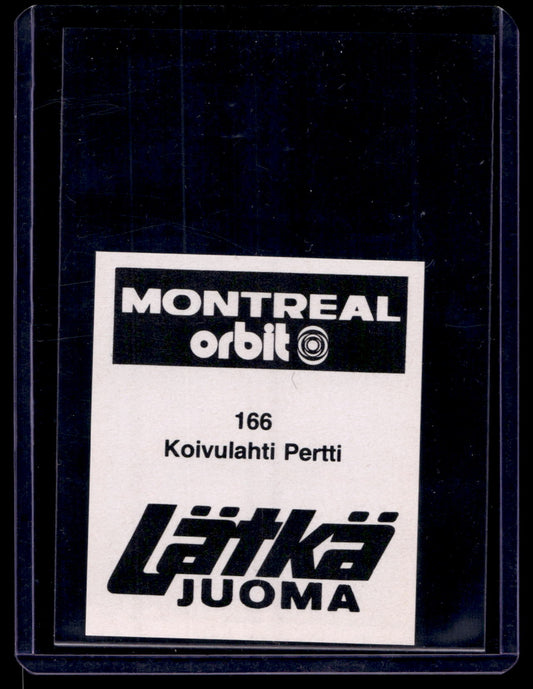 MONTREAL
orbit
166
Koivulahti Pertti
Lätkä
JUOMA